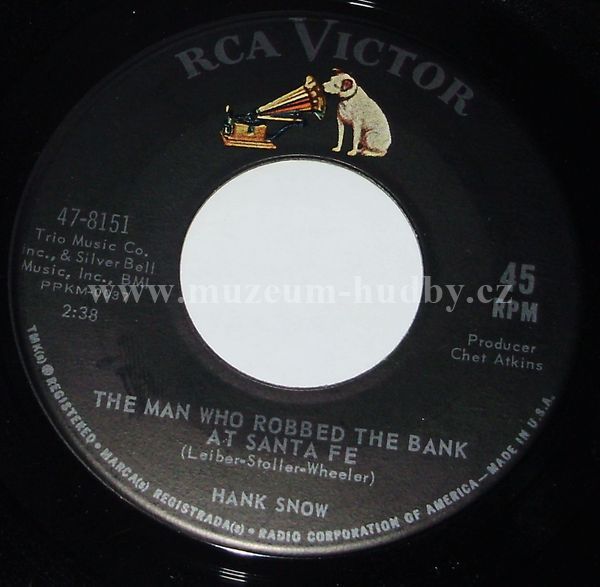 RCA VICTOR
47-8151
Trio Music Co.
Inc., & Silver Bell
Music, Inc., BMI
2:38
45
RPM
Producer
Chet Atkins
www.muzeum-hudby.cz
THE MAN WHO ROBBED THE BANK
AT SANTA FE
(Leiber-Stoller-Wheeler)
HANK SNOW
TMK(s) ® REGISTERED • MARCA(s) REGISTRADA(s) • RADIO CORPORATION OF AMERICA—MADE IN U.S.A.